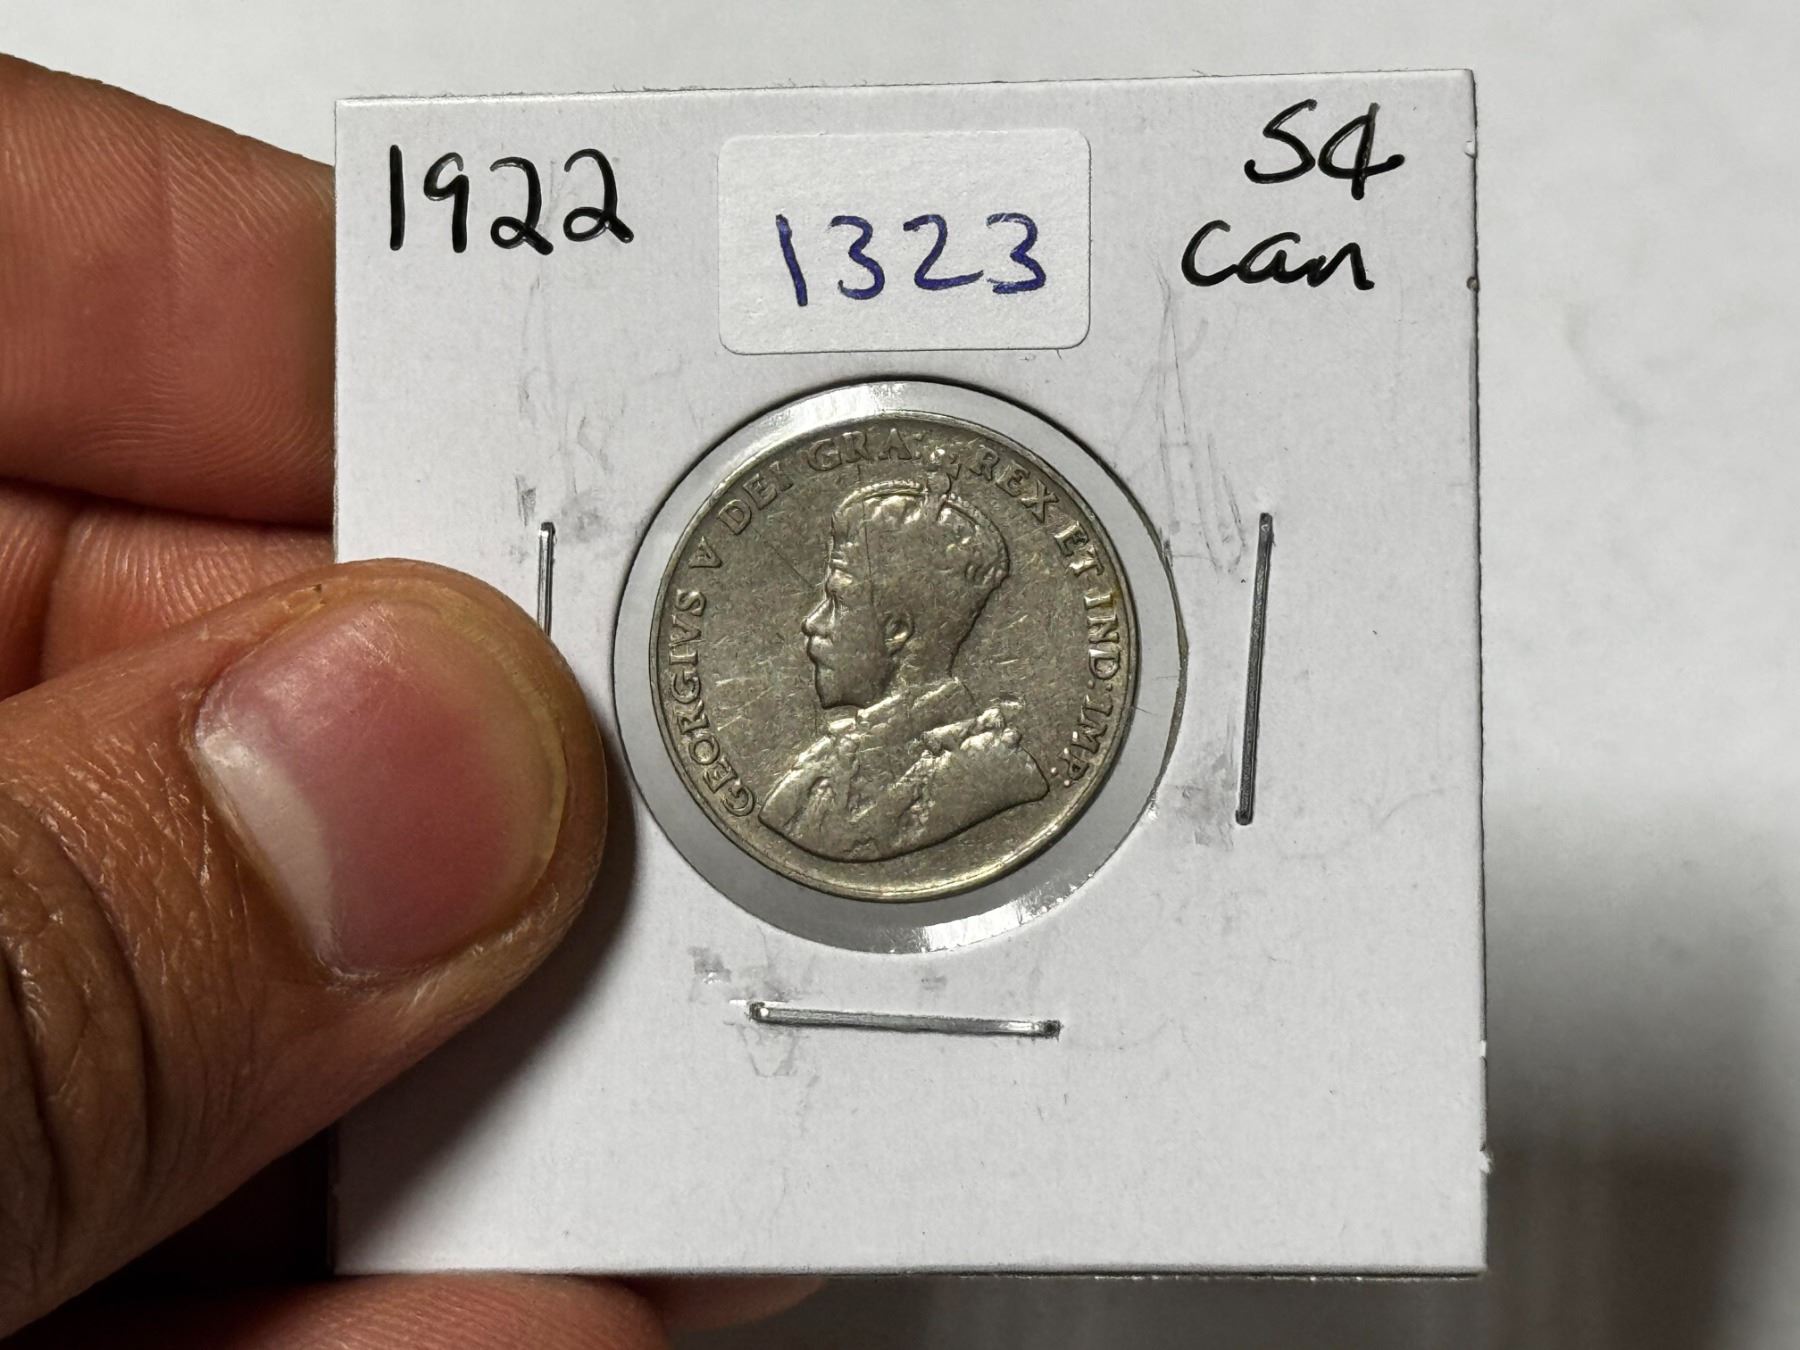 1922
1323
5¢
Can
GEORGIVS V DEI GRA: REX ET IND: IMP: